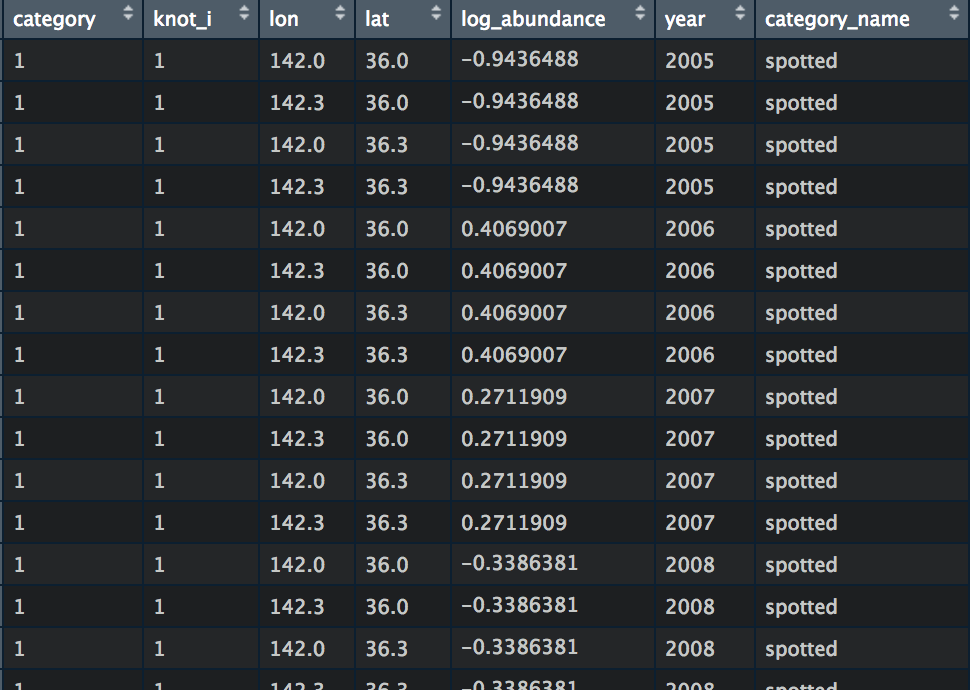 category knot_i lon lat log_abundance year category_name
1 1 142.0 36.0 −0.9436488 2005 spotted
1 1 142.3 36.0 −0.9436488 2005 spotted
1 1 142.0 36.3 −0.9436488 2005 spotted
1 1 142.3 36.3 −0.9436488 2005 spotted
1 1 142.0 36.0 0.4069007 2006 spotted
1 1 142.3 36.0 0.4069007 2006 spotted
1 1 142.0 36.3 0.4069007 2006 spotted
1 1 142.3 36.3 0.4069007 2006 spotted
1 1 142.0 36.0 0.2711909 2007 spotted
1 1 142.3 36.0 0.2711909 2007 spotted
1 1 142.0 36.3 0.2711909 2007 spotted
1 1 142.3 36.3 0.2711909 2007 spotted
1 1 142.0 36.0 −0.3386381 2008 spotted
1 1 142.3 36.0 −0.3386381 2008 spotted
1 1 142.0 36.3 −0.3386381 2008 spotted
1 1 142.3 36.3 −0.3386381 2008 spotted